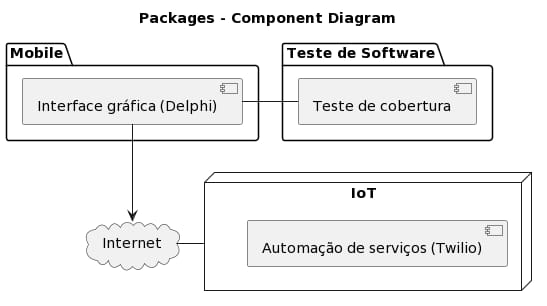 Packages - Component Diagram
Mobile
Teste de Software
Interface gráfica (Delphi)
Teste de cobertura
IoT
Internet
Automação de serviços (Twilio)